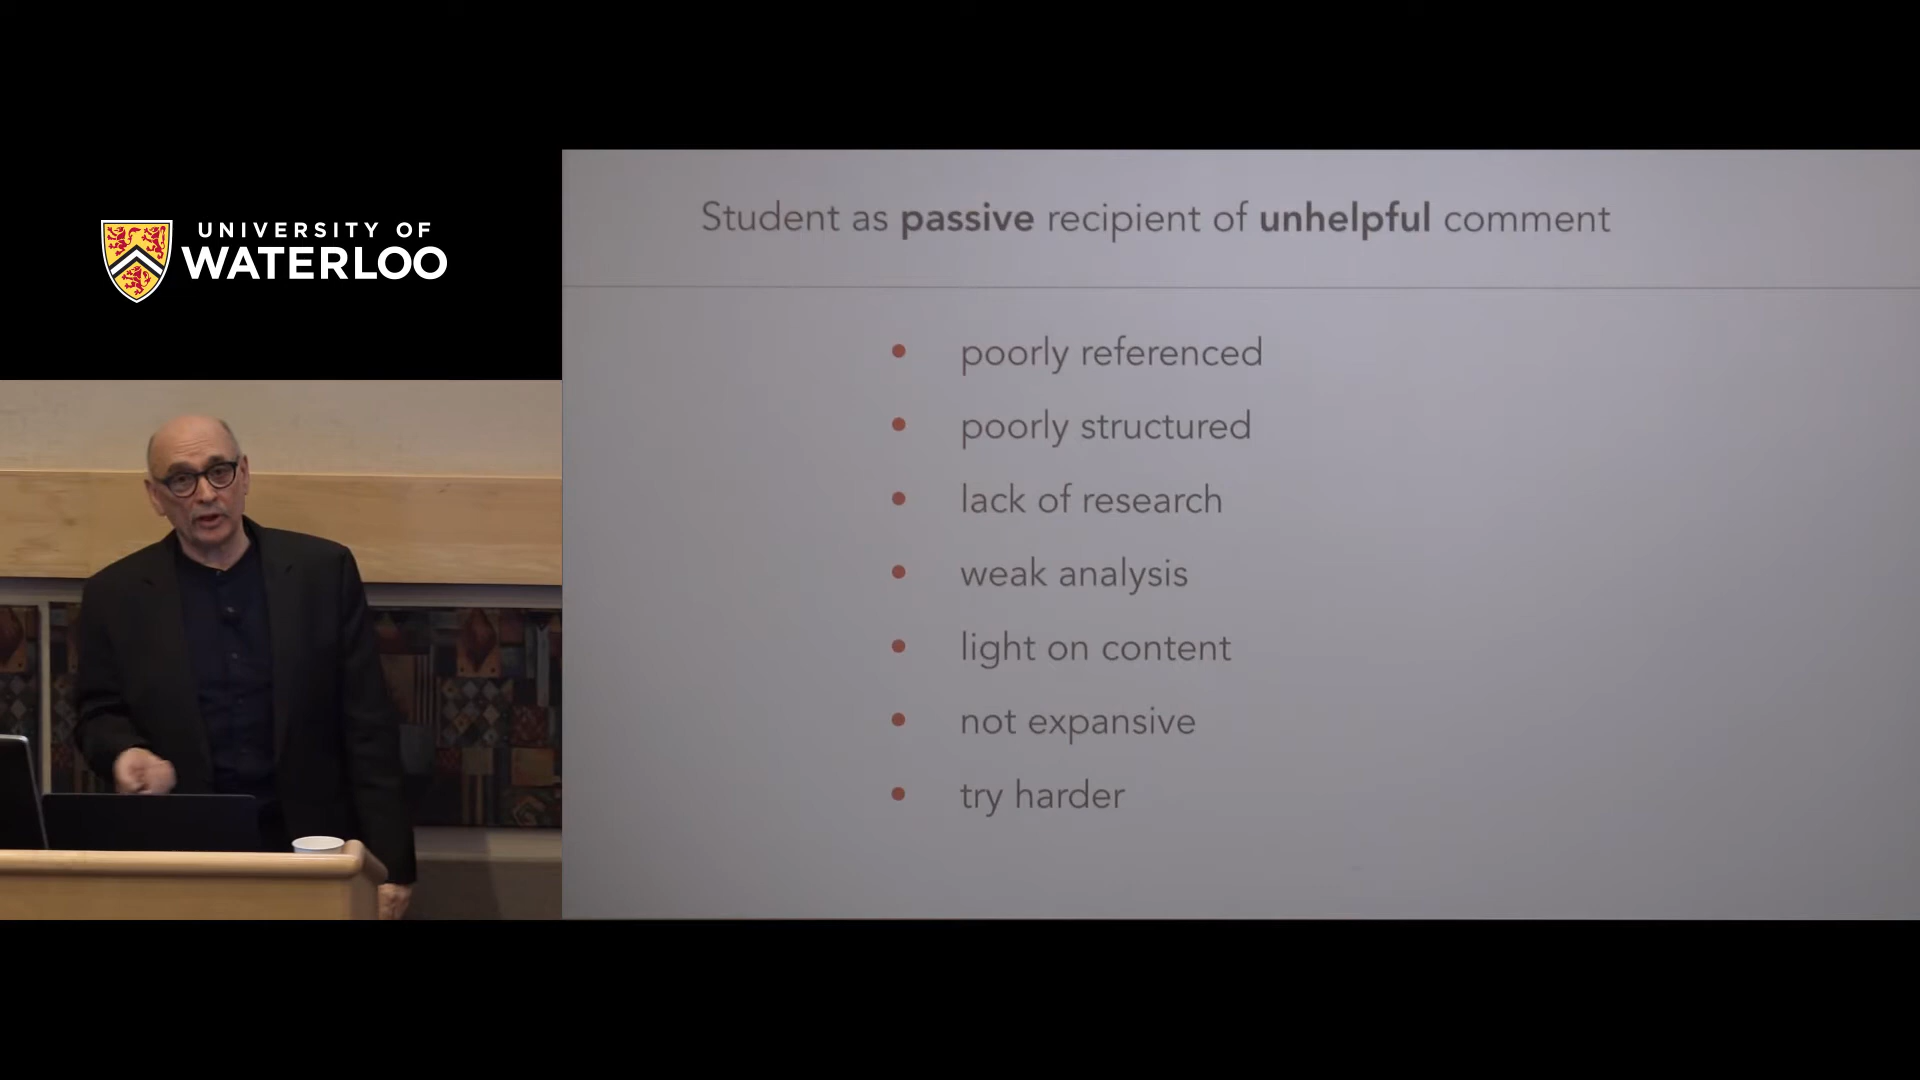 UNIVERSITY OF
WATERLOO
Student as passive recipient of unhelpful comment
• poorly referenced
• poorly structured
• lack of research
• weak analysis
• light on content
• not expansive
• try harder